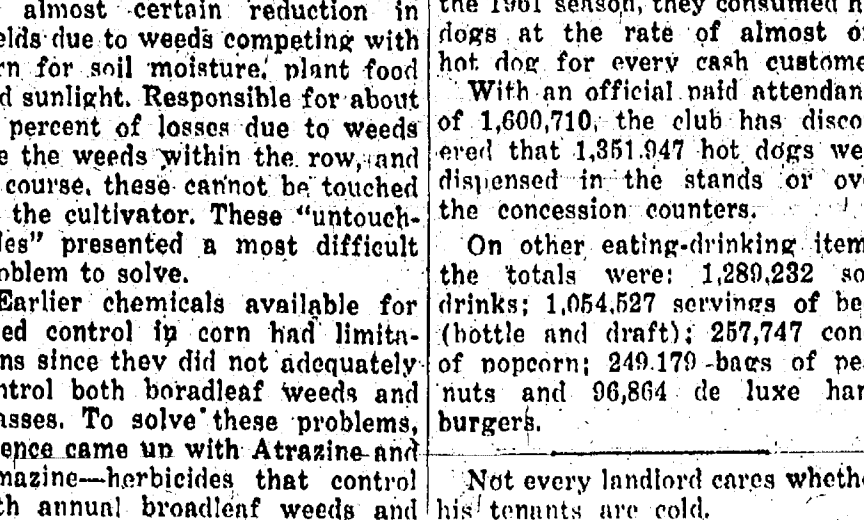 almost certain reduction in
elds due to weeds competing with
rn for soil moisture, plant food
d sunlight. Responsible for about
percent of losses due to weeds
e the weeds within the row, and
course, these cannot be touched
the cultivator. These "untouch-
les" presented a most difficult
oblem to solve.
Earlier chemicals available for
ed control in corn had limita-
ns since they did not adequately
ntrol both boradleaf weeds and
asses. To solve these problems,
ence came up with Atrazine and
mazine—herbicides that control
th annual broadleaf weeds and
the 1961 season, they consumed h
dogs at the rate of almost o
hot dog for every cash custome
With an official paid attendan
of 1,600,710, the club has disco
ered that 1,351,947 hot dogs we
dispensed in the stands or ov
the concession counters.
On other eating-drinking item
the totals were: 1,289,232 so
drinks; 1,054,527 servings of be
(bottle and draft); 257,747 con
of popcorn; 249,179 bags of pe
nuts and 96,864 de luxe ham
burgers.
Not every landlord cares wheth
his tenants are cold.